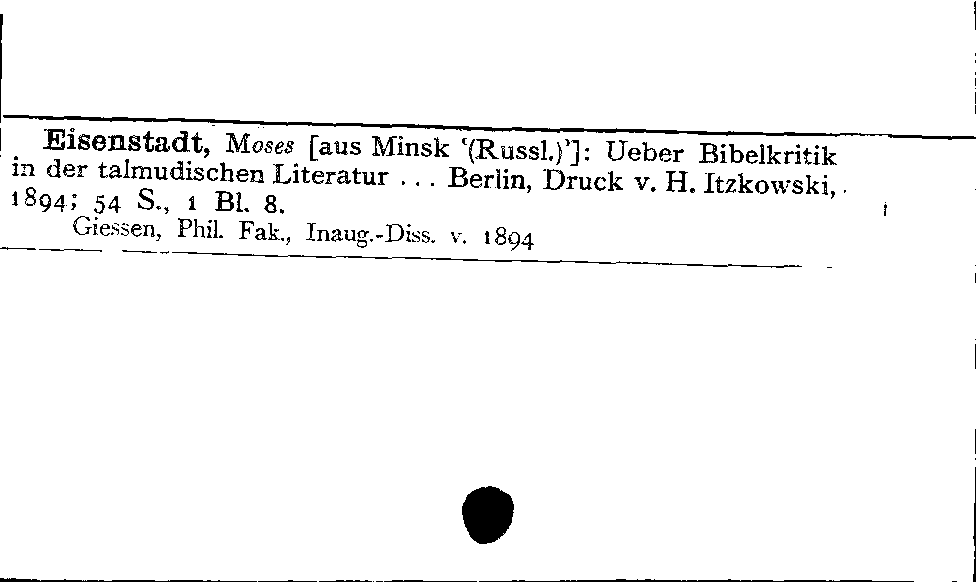 Eisenstadt, Moses [aus Minsk '(Russl.)']: Ueber Bibelkritik
in der talmudischen Literatur ... Berlin, Druck v. H. Itzkowski,
1894; 54 S., 1 Bl. 8.
Giessen, Phil. Fak., Inaug.-Diss. v. 1894